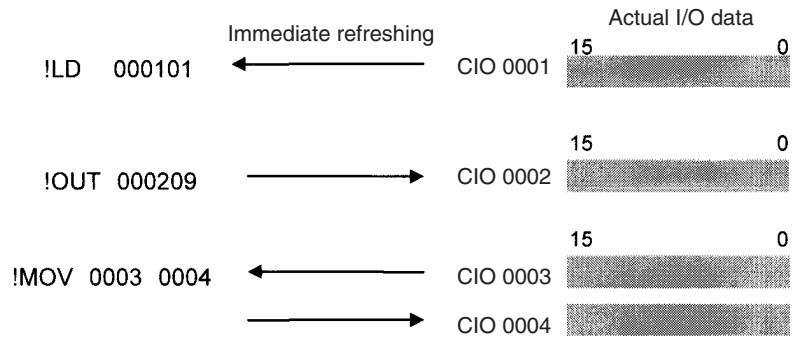 Actual I/O data
Immediate refreshing
15 0
!LD 000101 CIO 0001
15 0
!OUT 000209 CIO 0002
15 0
!MOV 0003 0004 CIO 0003
CIO 0004